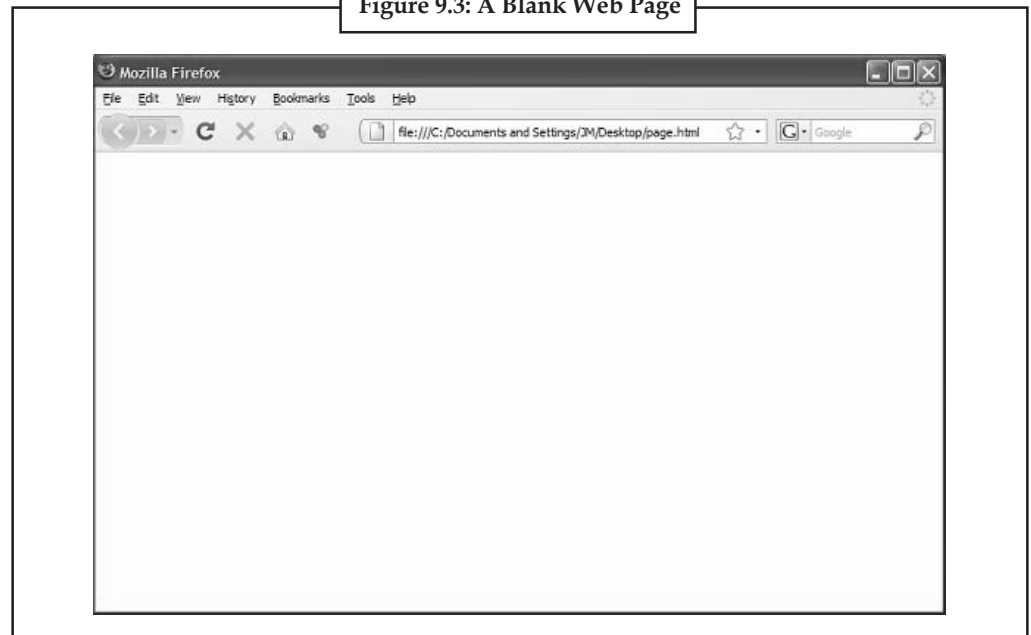 Figure 9.3: A Blank Web Page
Mozilla Firefox
File Edit View History Bookmarks Tools Help
file:///C:/Documents and Settings/JM/Desktop/page.html G Google